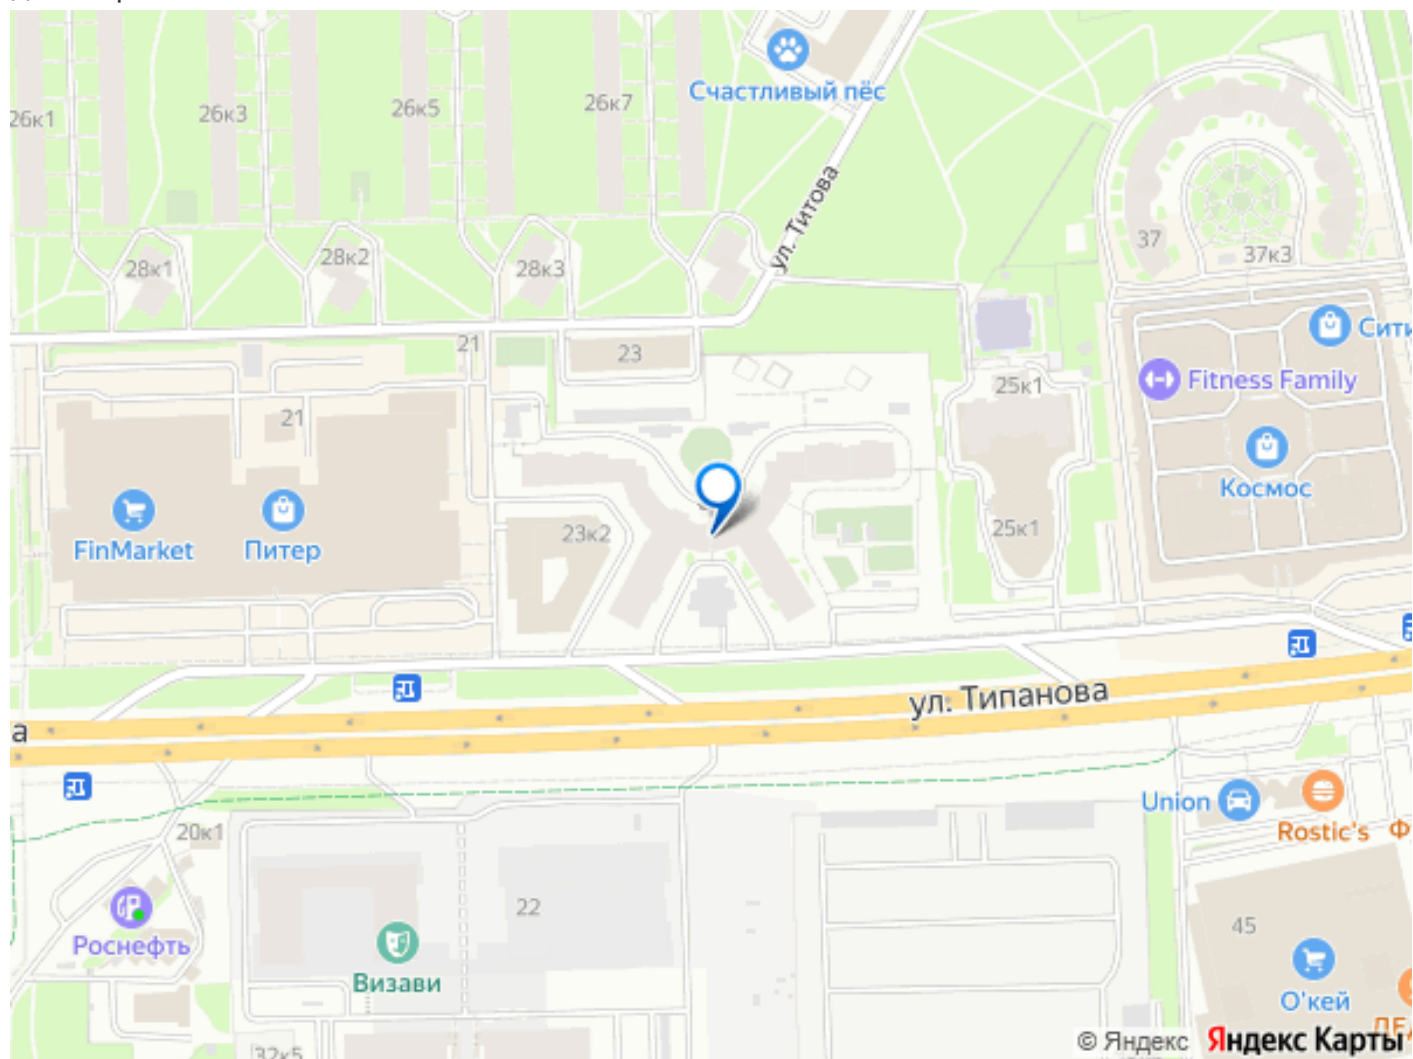 26к1
26к3
26к5
26к7
Счастливый пёс
ул. Титова
37
37к3
28к1
28к2
28к3
21
23
Сити
Fitness Family
25к1
21
Космос
FinMarket
Питер
23к2
25к1
ул. Типанова
а
Union
Rostic's
20к1
22
45
Роснефть
Визави
О'кей
32к5
© Яндекс
Яндекс Карты